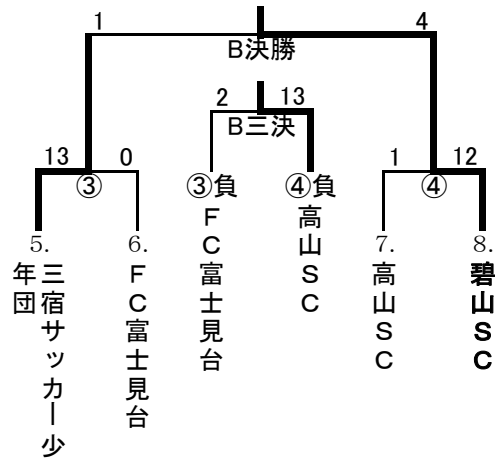 1 4
B決勝
2 13
B三決
13 0 1 12
③ ③負 ④負 ④
5. 6. 7. 8.
三宿サッカー少年団
FC富士見台
FC富士見台
高山SC
高山SC
碧山SC